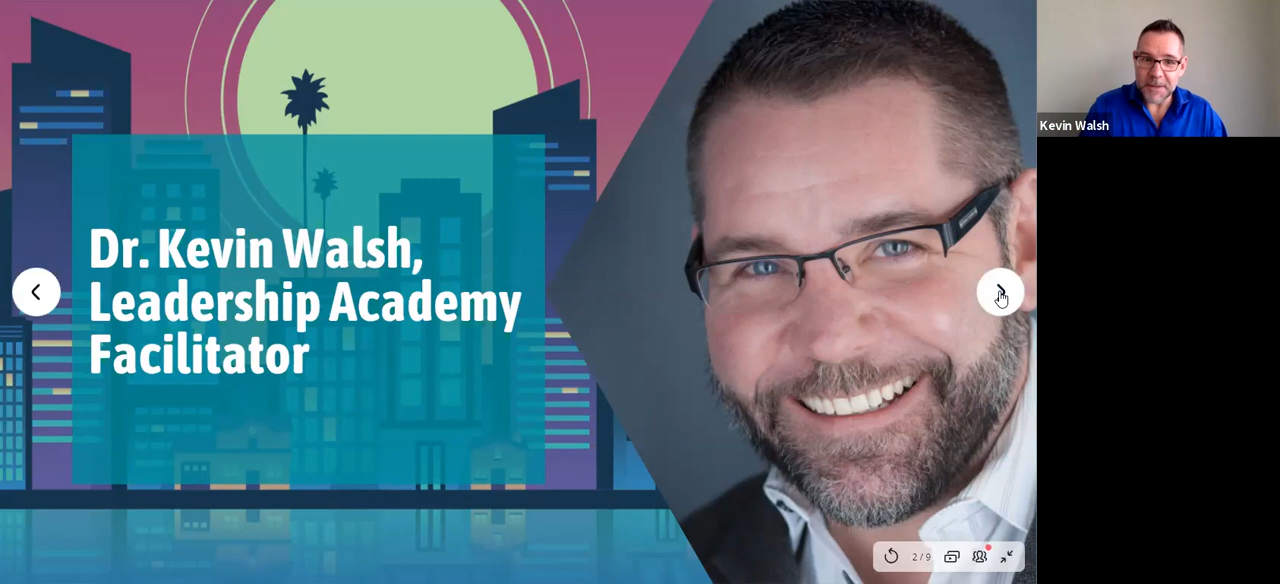 Dr. Kevin Walsh,
Leadership Academy
Facilitator
Kevin Walsh
2 / 9